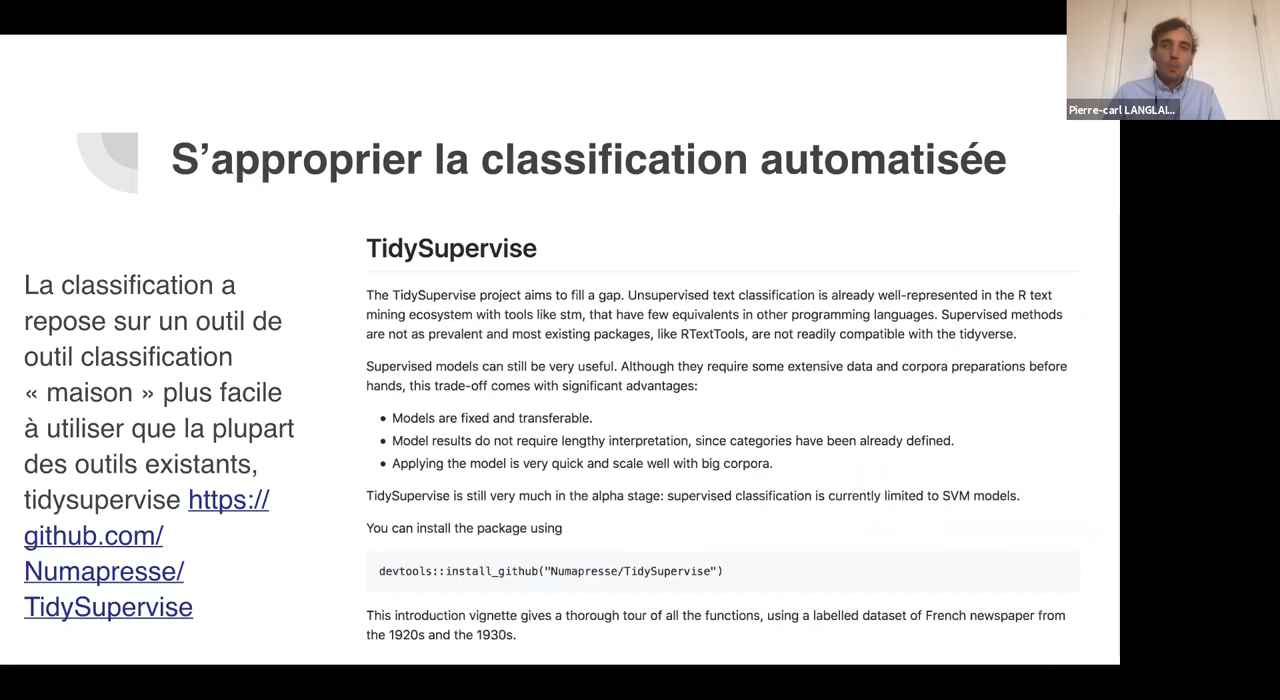 Pierre-carl LANGLAI...
S’approprier la classification automatisée
La classification a
repose sur un outil de
outil classification
« maison » plus facile
à utiliser que la plupart
des outils existants,
tidysupervise https://
github.com/
Numapresse/
TidySupervise
TidySupervise
The TidySupervise project aims to fill a gap. Unsupervised text classification is already well-represented in the R text
mining ecosystem with tools like stm, that have few equivalents in other programming languages. Supervised methods
are not as prevalent and most existing packages, like RTextTools, are not readily compatible with the tidyverse.
Supervised models can still be very useful. Although they require some extensive data and corpora preparations before
hands, this trade-off comes with significant advantages:
• Models are fixed and transferable.
• Model results do not require lengthy interpretation, since categories have been already defined.
• Applying the model is very quick and scale well with big corpora.
TidySupervise is still very much in the alpha stage: supervised classification is currently limited to SVM models.
You can install the package using
devtools::install_github("Numapresse/TidySupervise")
This introduction vignette gives a thorough tour of all the functions, using a labelled dataset of French newspaper from
the 1920s and the 1930s.